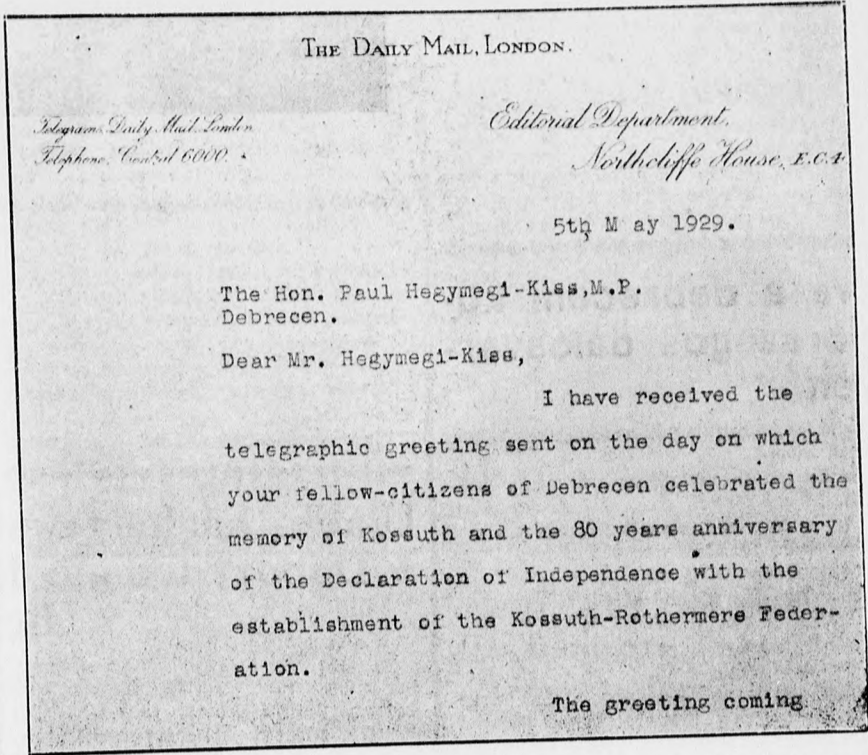 THE DAILY MAIL, LONDON.
Telegrams, Daily Mail London
Telephone, Central 6000.
Editorial Department.
Northcliffe House, E.C.4
5th M ay 1929.
The Hon. Paul Hegymegi-Kiss,M.P.
Debrecen.
Dear Mr. Hegymegi-Kiss,
I have received the
telegraphic greeting sent on the day on which
your fellow-citizens of Debrecen celebrated the
memory of Kossuth and the 80 years anniversary
of the Declaration of Independence with the
establishment of the Kossuth-Rothermere Feder-
ation.
The greeting coming